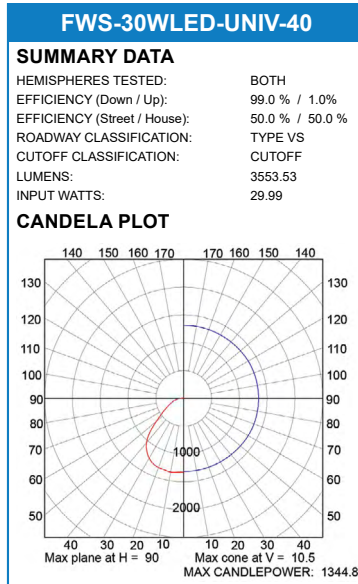 FWS-30WLED-UNIV-40
SUMMARY DATA
HEMISPHERES TESTED: BOTH
EFFICIENCY (Down / Up): 99.0 % / 1.0%
EFFICIENCY (Street / House): 50.0 % / 50.0 %
ROADWAY CLASSIFICATION: TYPE VS
CUTOFF CLASSIFICATION: CUTOFF
LUMENS: 3553.53
INPUT WATTS: 29.99
CANDELA PLOT
140 150 160 170 170 160 150 140
130 130
120 120
110 110
100 100
90 90
80 80
70 70
1000
60 60
2000
50 50
40 30 20 10 10 20 30 40
Max plane at H = 90 Max cone at V = 10.5
MAX CANDLEPOWER: 1344.8